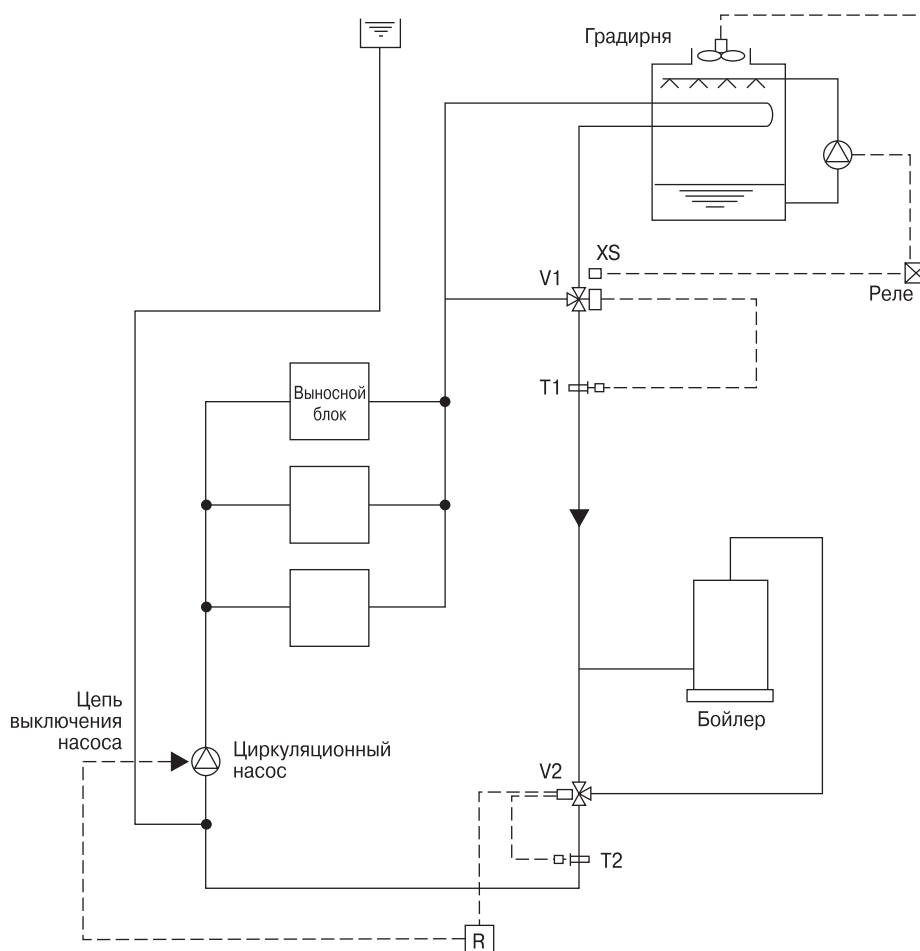 Градирня
XS
V1
Реле
T1
Выносной
блок
Цепь
выключения
насоса
Бойлер
Циркуляционный
насос
V2
T2
R